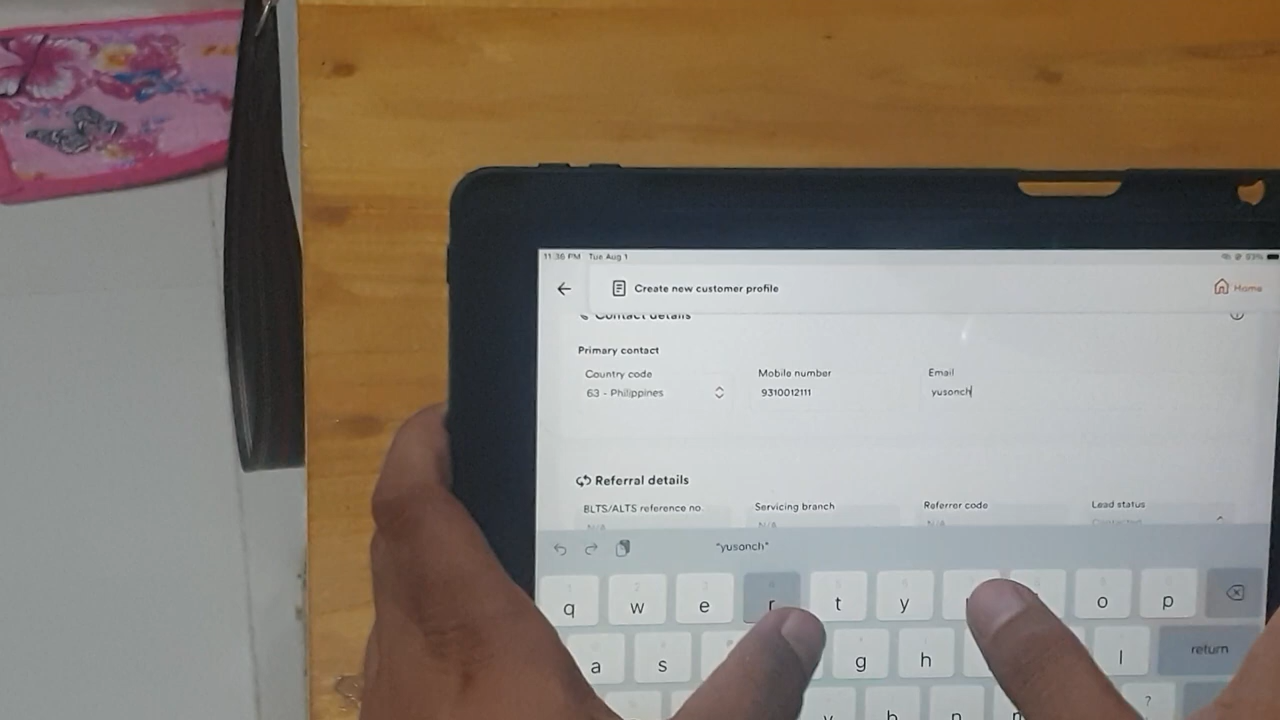 11:36 PM Tue Aug 1 83%
Create new customer profile Home
Contact details
Primary contact
Country code Mobile number Email
63 - Philippines 9310012111 yusonch
Referral details
BLTS/ALTS reference no. Servicing branch Referrer code Lead status
N/A N/A N/A Contacted
"yusonch"
q w e r t y o p
a s g h l return
v b n ?